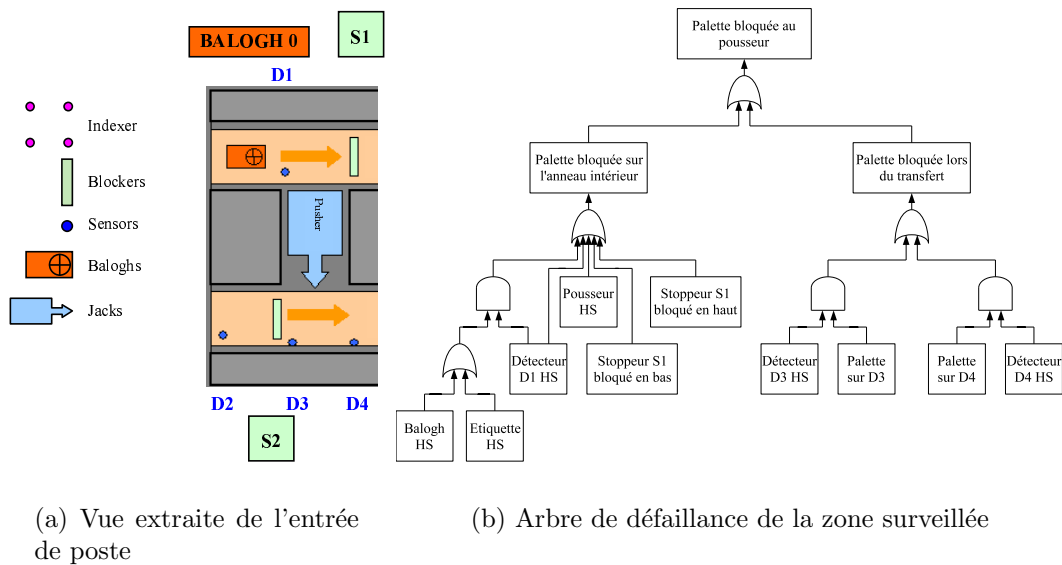 BALOGH 0
S1
D1
Indexer
Blockers
Sensors
Baloghs
Jacks
Pusher
D2
D3
D4
S2
Palette bloquée au
pousseur
Palette bloquée sur
l'anneau intérieur
Palette bloquée lors
du transfert
Pousseur
HS
Stoppeur S1
bloqué en haut
Détecteur
D1 HS
Stoppeur S1
bloqué en bas
Détecteur
D3 HS
Palette
sur D3
Palette
sur D4
Détecteur
D4 HS
Balogh
HS
Etiquette
HS
(a) Vue extraite de l'entrée
de poste
(b) Arbre de défaillance de la zone surveillée